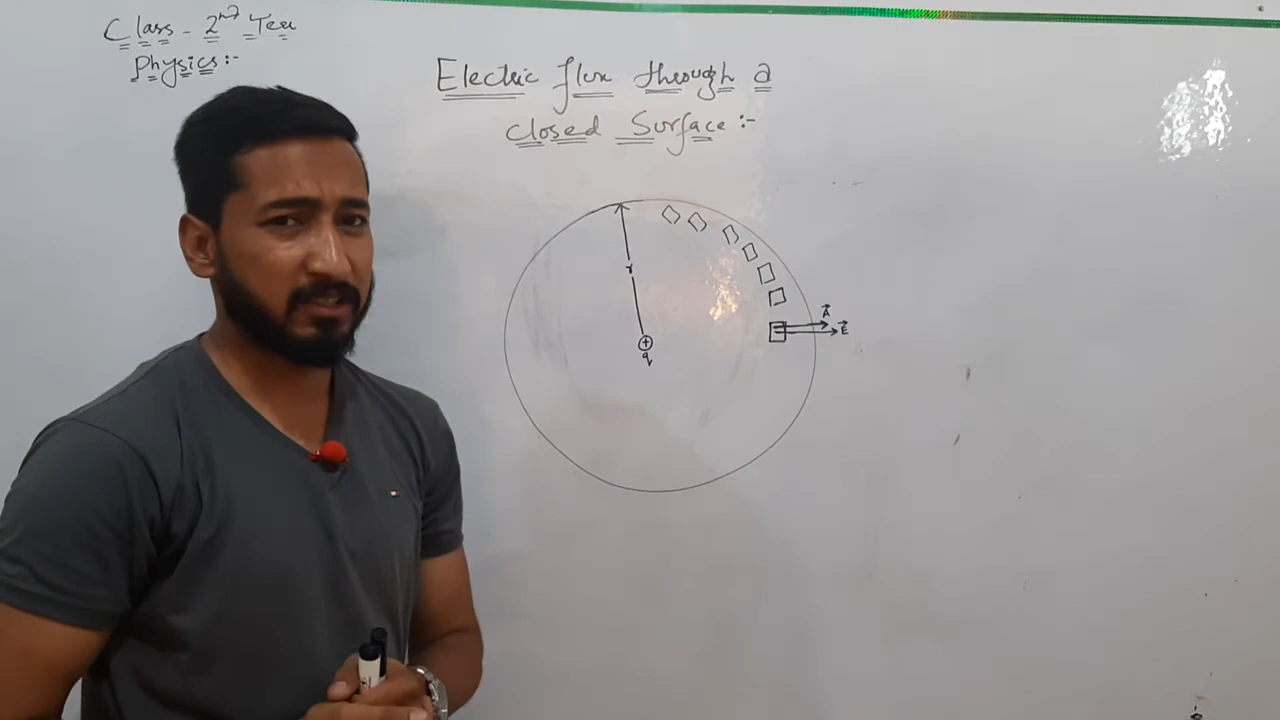 Class - 2nd Year
Physics:-
Electric flux through a
closed Surface:-
r
A
E
+
q